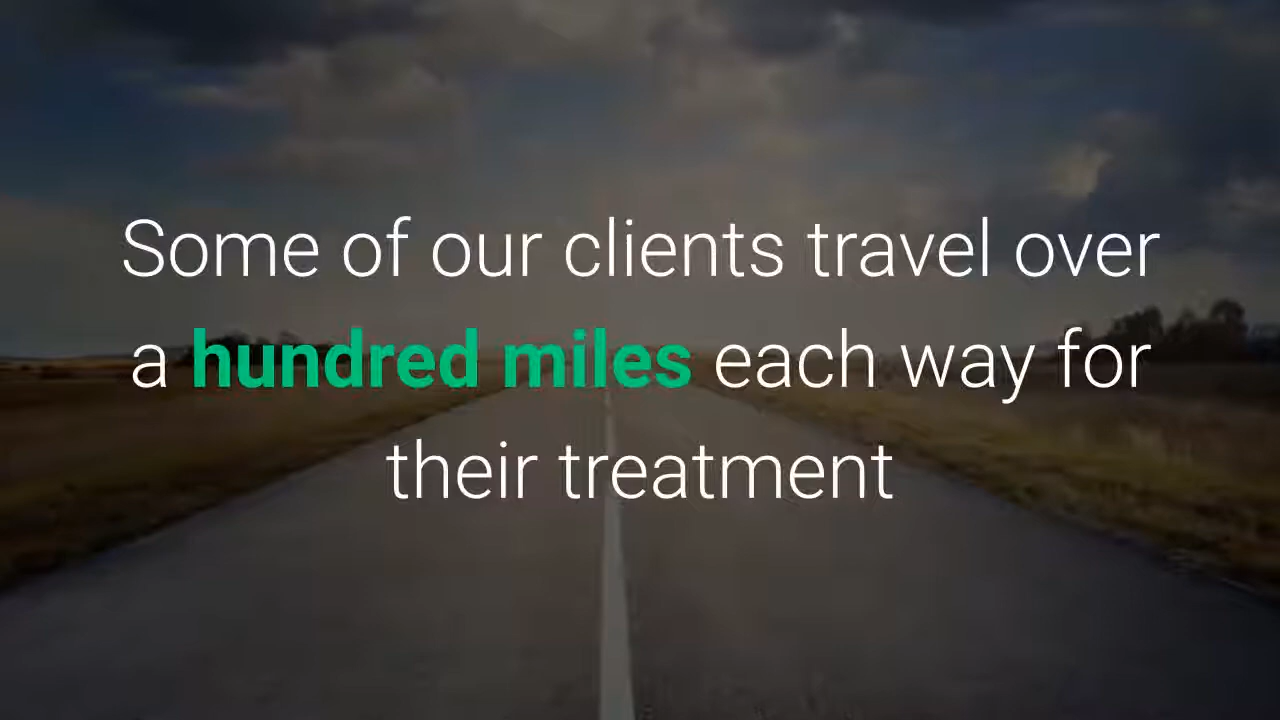 Some of our clients travel over
a hundred miles each way for
their treatment